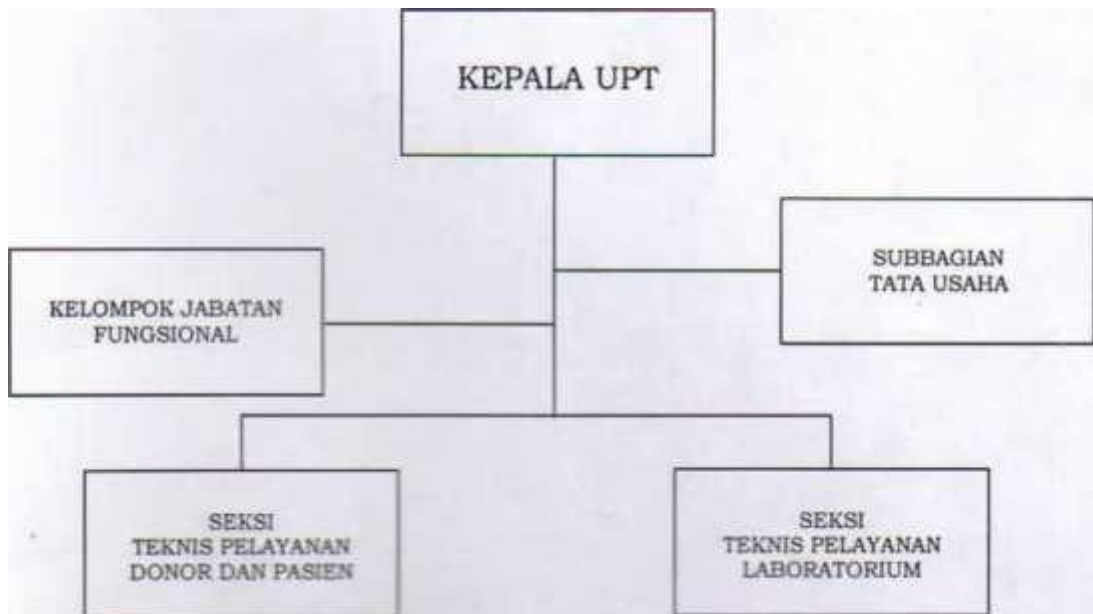 KEPALA UPT
SUBBAGIAN
TATA USAHA
KELOMPOK JABATAN
FUNGSIONAL
SEKSI
TEKNIS PELAYANAN
DONOR DAN PASIEN
SEKSI
TEKNIS PELAYANAN
LABORATORIUM